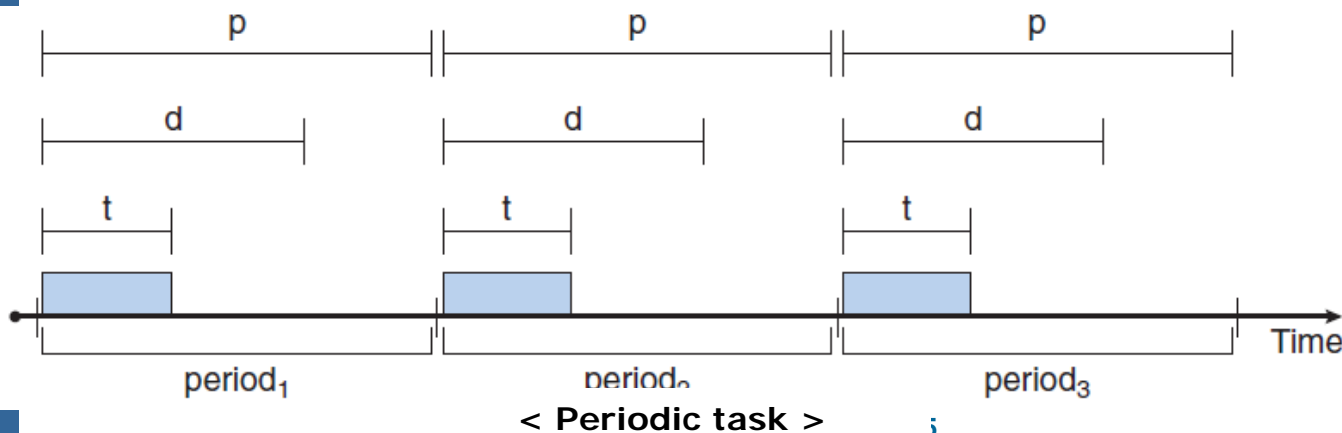 p p p
d d d
t t t
Time
period₁ period₂ period₃
< Periodic task >